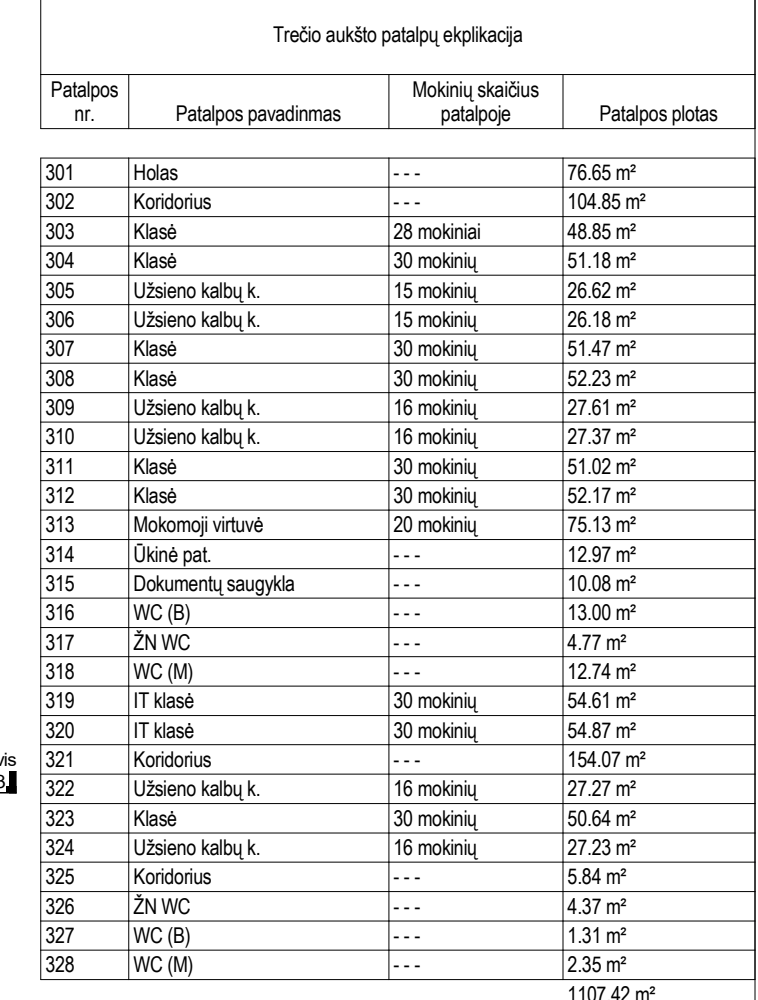 Trečio aukšto patalpų ekplikacija
Patalpos nr. Patalpos pavadinmas Mokinių skaičius patalpoje Patalpos plotas
301 Holas - - - 76.65 m²
302 Koridorius - - - 104.85 m²
303 Klasė 28 mokiniai 48.85 m²
304 Klasė 30 mokinių 51.18 m²
305 Užsieno kalbų k. 15 mokinių 26.62 m²
306 Užsieno kalbų k. 15 mokinių 26.18 m²
307 Klasė 30 mokinių 51.47 m²
308 Klasė 30 mokinių 52.23 m²
309 Užsieno kalbų k. 16 mokinių 27.61 m²
310 Užsieno kalbų k. 16 mokinių 27.37 m²
311 Klasė 30 mokinių 51.02 m²
312 Klasė 30 mokinių 52.17 m²
313 Mokomoji virtuvė 20 mokinių 75.13 m²
314 Ūkinė pat. - - - 12.97 m²
315 Dokumentų saugykla - - - 10.08 m²
316 WC (B) - - - 13.00 m²
317 ŽN WC - - - 4.77 m²
318 WC (M) - - - 12.74 m²
319 IT klasė 30 mokinių 54.61 m²
320 IT klasė 30 mokinių 54.87 m²
321 Koridorius - - - 154.07 m²
322 Užsieno kalbų k. 16 mokinių 27.27 m²
323 Klasė 30 mokinių 50.64 m²
324 Užsieno kalbų k. 16 mokinių 27.23 m²
325 Koridorius - - - 5.84 m²
326 ŽN WC - - - 4.37 m²
327 WC (B) - - - 1.31 m²
328 WC (M) - - - 2.35 m²
1107.42 m²